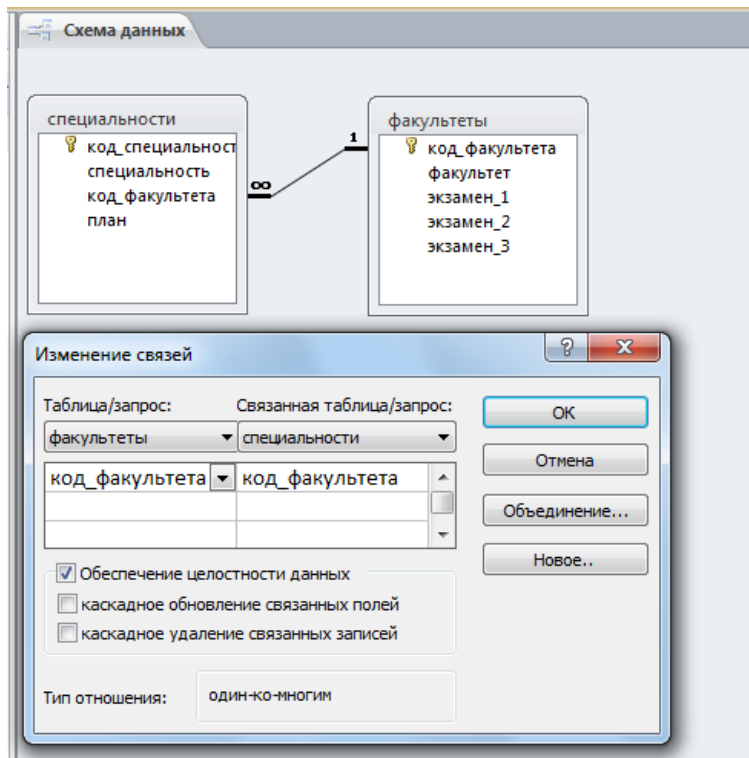 Схема данных
специальности
код_специальност
специальность
код_факультета
план
∞
1
факультеты
код_факультета
факультет
экзамен_1
экзамен_2
экзамен_3
Изменение связей
?
Таблица/запрос: Связанная таблица/запрос:
факультеты специальности
код_факультета код_факультета
Обеспечение целостности данных
каскадное обновление связанных полей
каскадное удаление связанных записей
Тип отношения: один-ко-многим
ОК
Отмена
Объединение...
Новое..